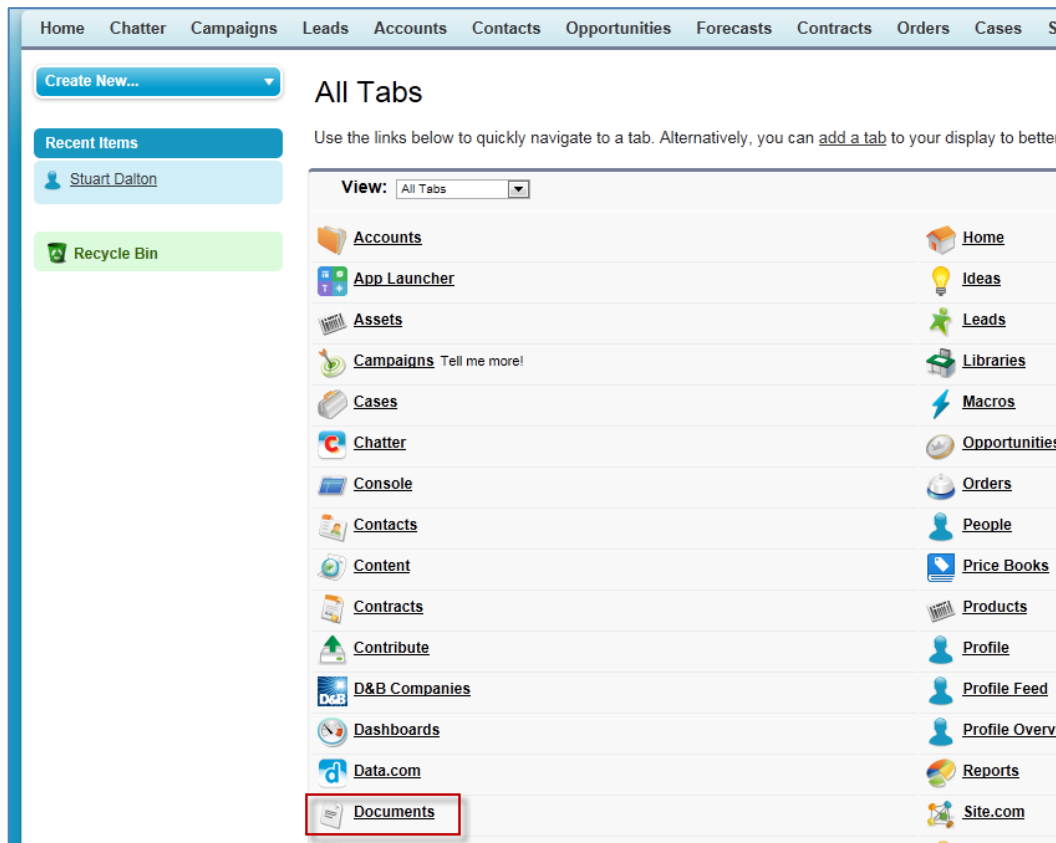 Home Chatter Campaigns Leads Accounts Contacts Opportunities Forecasts Contracts Orders Cases S
Create New...
Recent Items
Stuart Dalton
Recycle Bin
All Tabs
Use the links below to quickly navigate to a tab. Alternatively, you can add a tab to your display to better
View: All Tabs
Accounts
App Launcher
Assets
Campaigns Tell me more!
Cases
Chatter
Console
Contacts
Content
Contracts
Contribute
D&B D&B Companies
Dashboards
Data.com
Documents
Home
Ideas
Leads
Libraries
Macros
Opportunities
Orders
People
Price Books
Products
Profile
Profile Feed
Profile Overv
Reports
Site.com